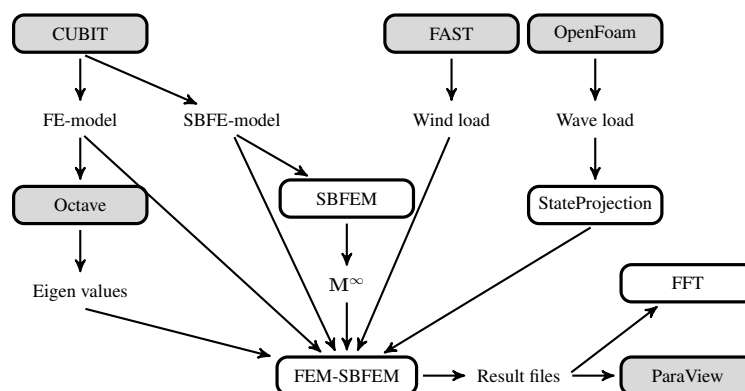 CUBIT
FAST
OpenFoam
FE-model
SBFE-model
Wind load
Wave load
Octave
SBFEM
StateProjection
Eigen values
M∞
FFT
FEM-SBFEM
Result files
ParaView